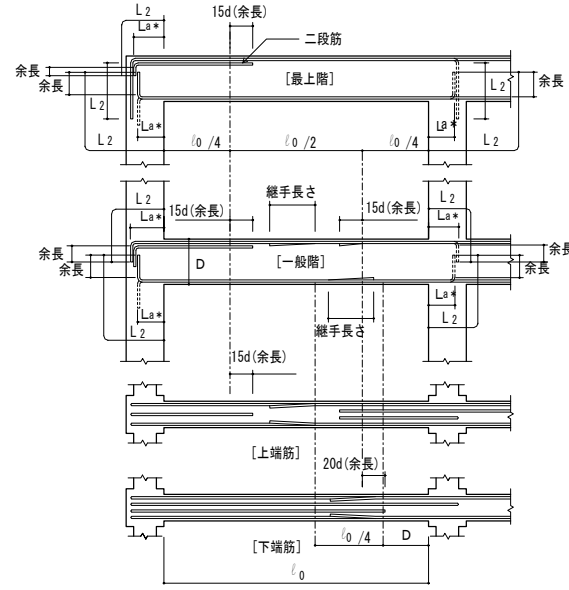 L2
15d(余長)
La*
二段筋
余長
余長
[最上階]
余長
L2
L2
La*
La*
L2
ℓ0/4
ℓ0/2
ℓ0/4
L2
継手長さ
L2
L2
15d(余長)
15d(余長)
La*
La*
余長
余長
D
[一般階]
余長
余長
La*
La*
L2
L2
継手長さ
15d(余長)
[上端筋]
20d(余長)
ℓ0/4
D
[下端筋]
ℓ0